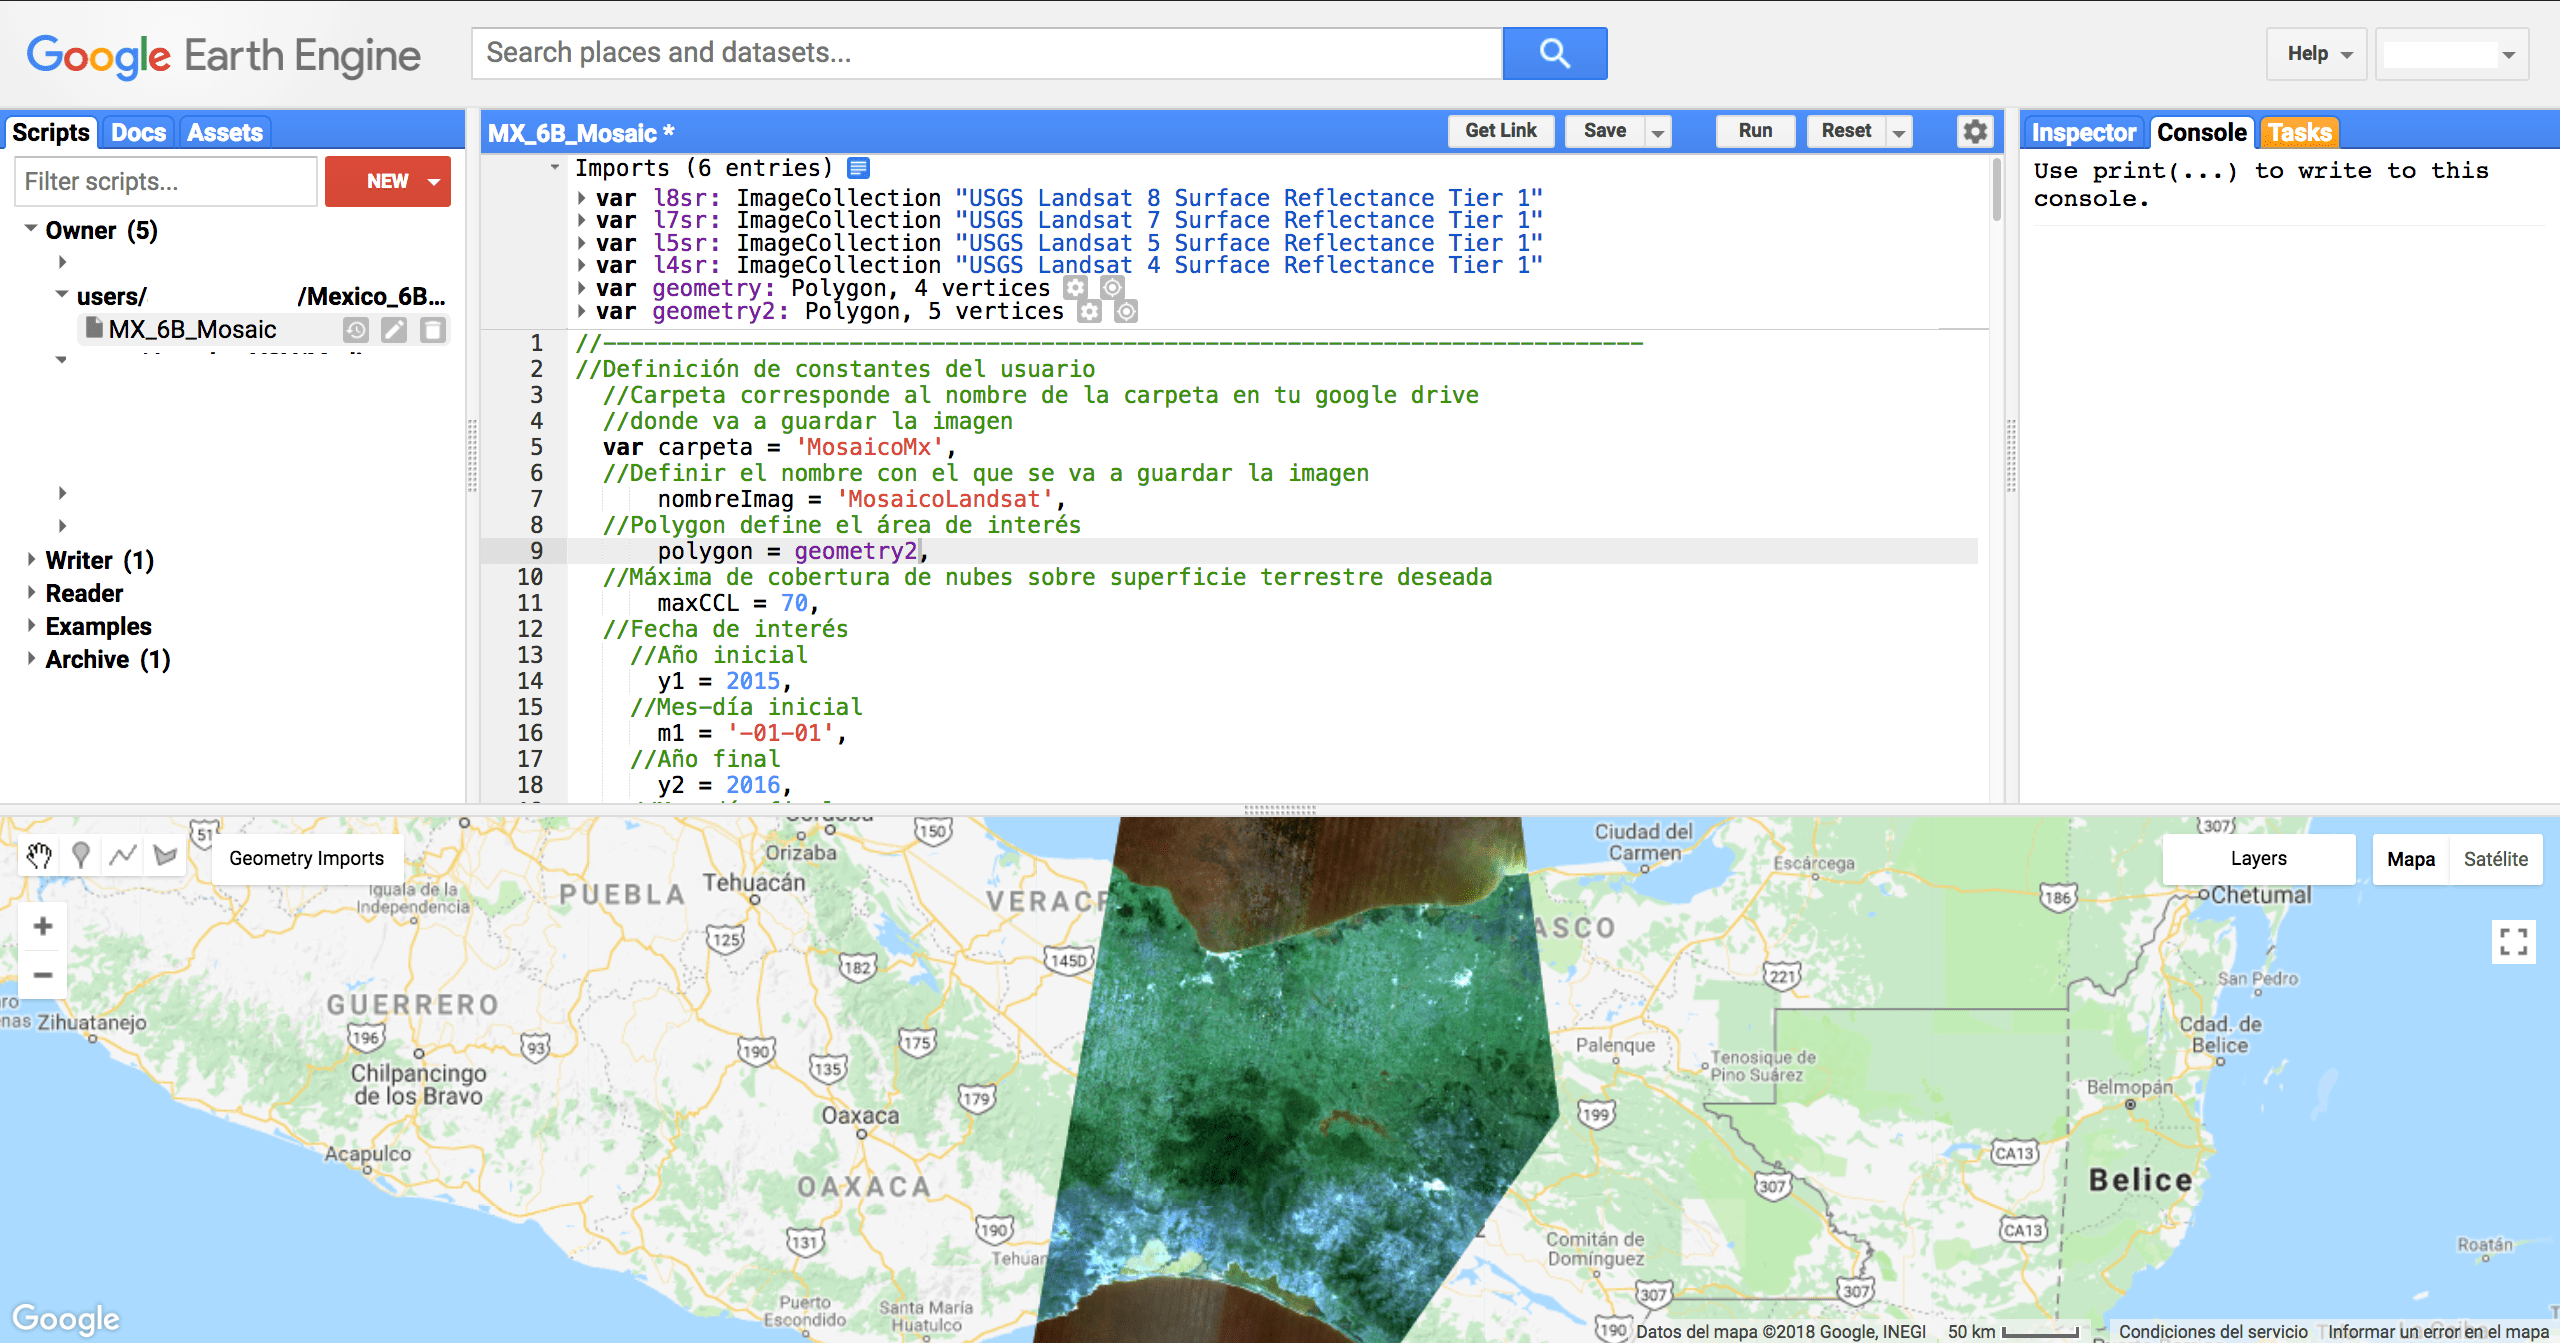 Google Earth Engine
Search places and datasets...
Help
Scripts Docs Assets
Filter scripts...
NEW
Owner (5)
users/ /Mexico_6B...
MX_6B_Mosaic
Writer (1)
Reader
Examples
Archive (1)
MX_6B_Mosaic *
Get Link Save Run Reset
Imports (6 entries)
var l8sr: ImageCollection "USGS Landsat 8 Surface Reflectance Tier 1"
var l7sr: ImageCollection "USGS Landsat 7 Surface Reflectance Tier 1"
var l5sr: ImageCollection "USGS Landsat 5 Surface Reflectance Tier 1"
var l4sr: ImageCollection "USGS Landsat 4 Surface Reflectance Tier 1"
var geometry: Polygon, 4 vertices
var geometry2: Polygon, 5 vertices
1 //----------------------------------------------------------------------------
2 //Definición de constantes del usuario
3 //Carpeta corresponde al nombre de la carpeta en tu google drive
4 //donde va a guardar la imagen
5 var carpeta = 'MosaicoMx',
6 //Definir el nombre con el que se va a guardar la imagen
7 nombreImag = 'MosaicoLandsat',
8 //Polygon define el área de interés
9 polygon = geometry2,
10 //Máxima de cobertura de nubes sobre superficie terrestre deseada
11 maxCCL = 70,
12 //Fecha de interés
13 //Año inicial
14 y1 = 2015,
15 //Mes-día inicial
16 m1 = '-01-01',
17 //Año final
18 y2 = 2016,
Inspector Console Tasks
Use print(...) to write to this
console.
Geometry Imports
Layers
Mapa Satélite
51
150
Orizaba
Tehuacán
PUEBLA
Iguala de la
Independencia
VERACR
125
182
145D
GUERRERO
Zihuatanejo
196
93
190
175
135
Chilpancingo
de los Bravo
179
Oaxaca
Acapulco
OAXACA
190
131
Tehuan
Puerto
Escondido
Santa María
Huatulco
Ciudad del
Carmen
Escárcega
307
186
Chetumal
ASCO
221
San Pedro
Cdad. de
Belice
Palenque
Tenosique de
Pino Suárez
Belmopán
199
CA13
307
Belice
CA13
Comitán de
Domínguez
Roatán
307
307
190
Google
Datos del mapa ©2018 Google, INEGI 50 km Condiciones del servicio Informar un error en el mapa